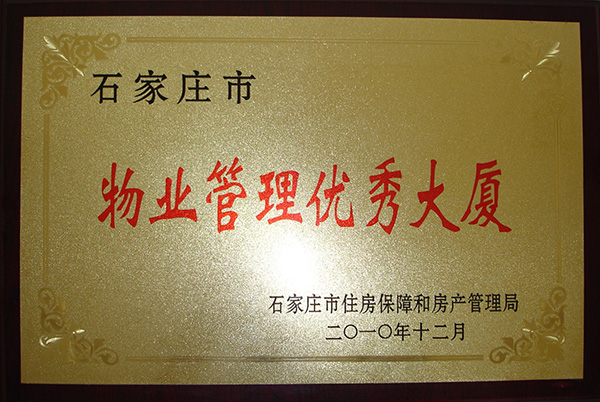 石家庄市
物业管理优秀大厦
石家庄市住房保障和房产管理局
二〇一〇年十二月